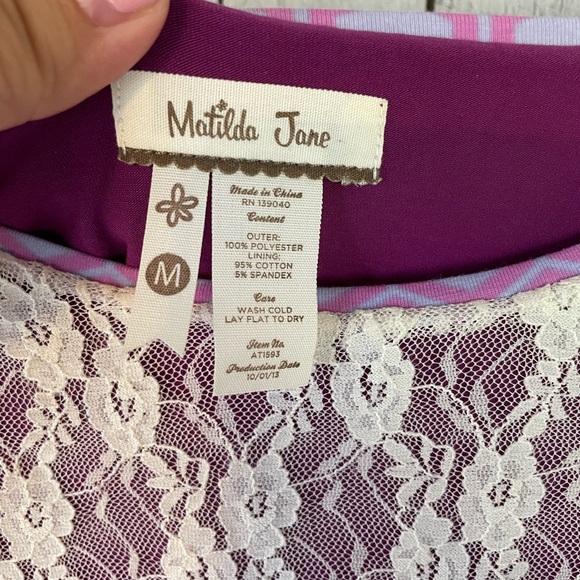 Matilda Jane
M
Made in China
RN 139040
Content
OUTER:
100% POLYESTER
LINING:
95% COTTON
5% SPANDEX
Care
WASH COLD
LAY FLAT TO DRY
Item No.
AT1593
Production Date
10/01/13